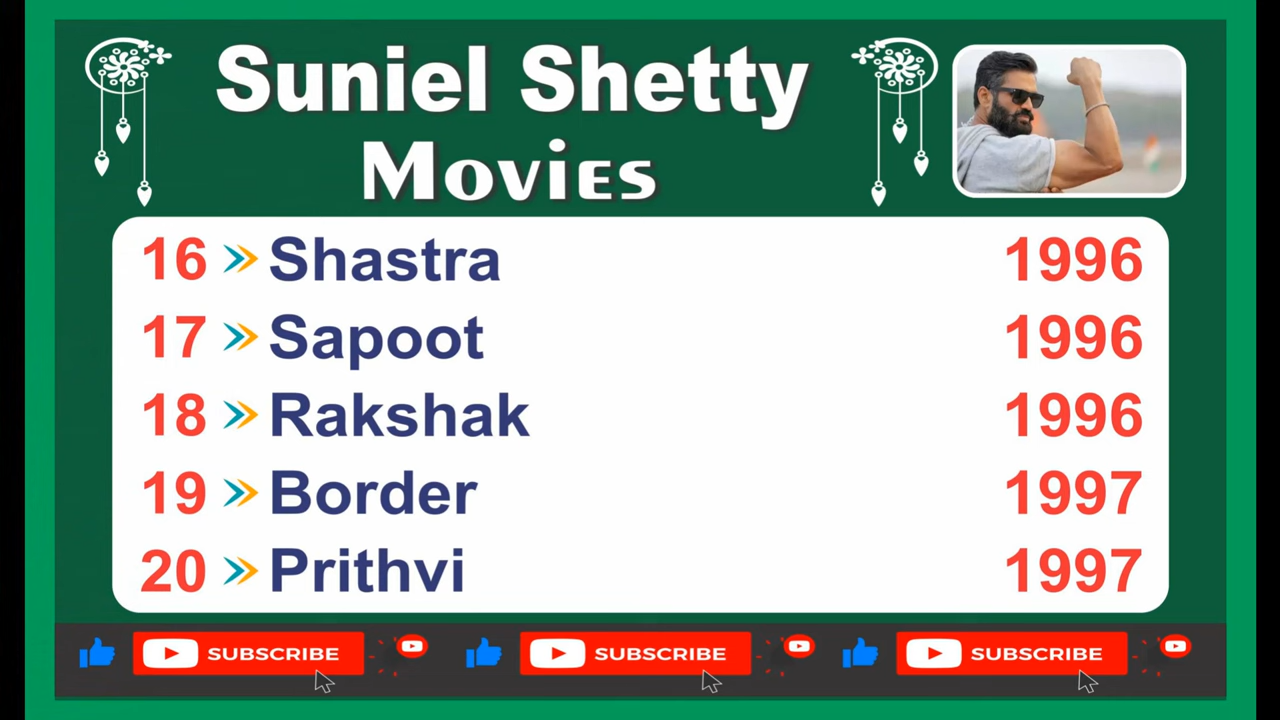 Suniel Shetty
MoviEs
16 Shastra 1996
17 Sapoot 1996
18 Rakshak 1996
19 Border 1997
20 Prithvi 1997
SUBSCRIBE SUBSCRIBE SUBSCRIBE